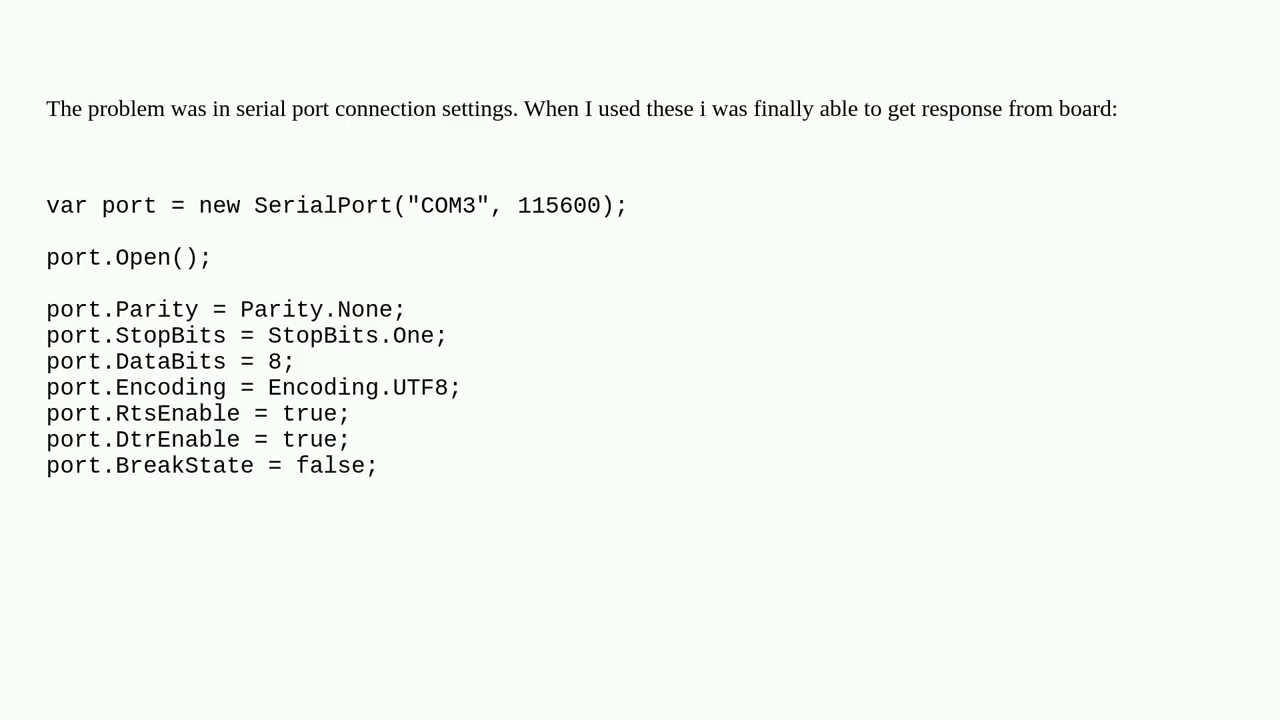 The problem was in serial port connection settings. When I used these i was finally able to get response from board:
var port = new SerialPort("COM3", 115600);
port.Open();
port.Parity = Parity.None;
port.StopBits = StopBits.One;
port.DataBits = 8;
port.Encoding = Encoding.UTF8;
port.RtsEnable = true;
port.DtrEnable = true;
port.BreakState = false;